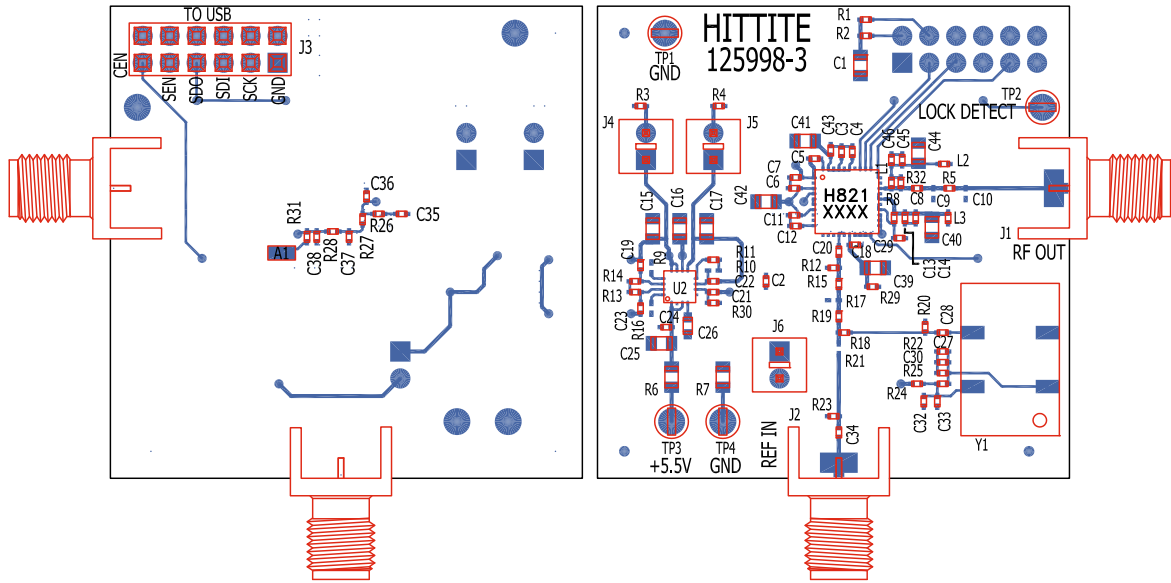 TO USB
J3
CEN
SEN
SDO
SDI
SCK
GND
C36
C35
R26
R31
R28
R27
C38
C37
A1
HITTITE
125998-3
TP1
GND
R1
R2
C1
TP2
LOCK DETECT
R3
R4
J4
J5
C41
C43
C3
C4
C46
C45
C44
L1
L2
C5
C7
C6
H821
XXXX
R32
R5
R8
C8
C9
C10
L3
C42
C11
C12
C15
C16
C17
C20
C18
C29
C13
C14
C40
J1
RF OUT
C19
R9
R11
R10
R14
R13
U2
C22
C21
R30
C2
R12
R15
C39
R29
C23
R16
C24
C26
C25
R17
R19
R18
R20
C28
J6
R21
R22
C27
C30
R25
R24
R6
R7
R23
C32
C33
C34
J2
REF IN
Y1
TP3
+5.5V
TP4
GND